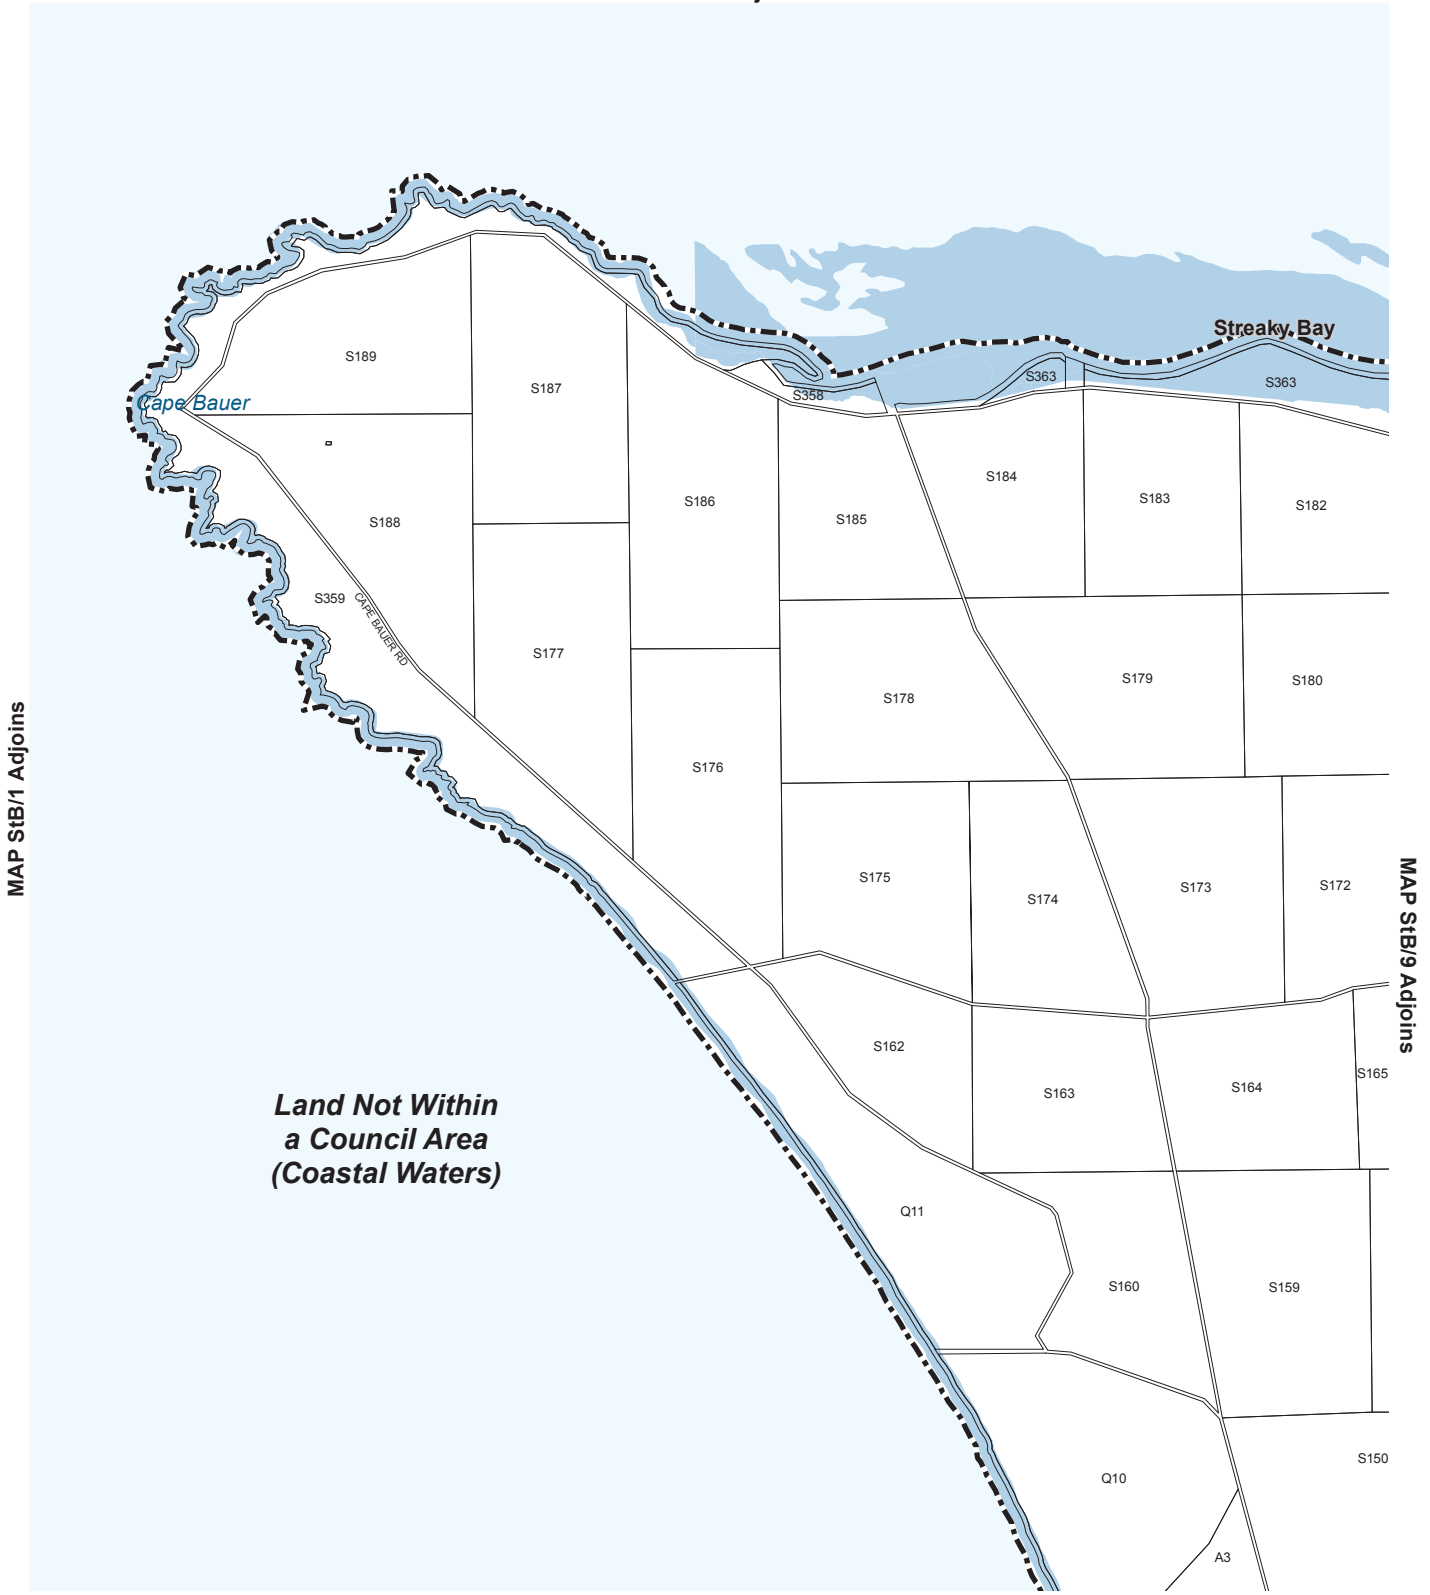 Streaky Bay
S189
S363
S363
S187
S358
Cape Bauer
S184
S186
S183
S182
S188
S185
S359
CAPE BAUER RD
S177
S179
S180
S178
MAP StB/1 Adjoins
S176
S175
S173
S172
S174
MAP StB/9 Adjoins
S162
S165
S164
S163
Land Not Within
a Council Area
(Coastal Waters)
Q11
S160
S159
S150
Q10
A3